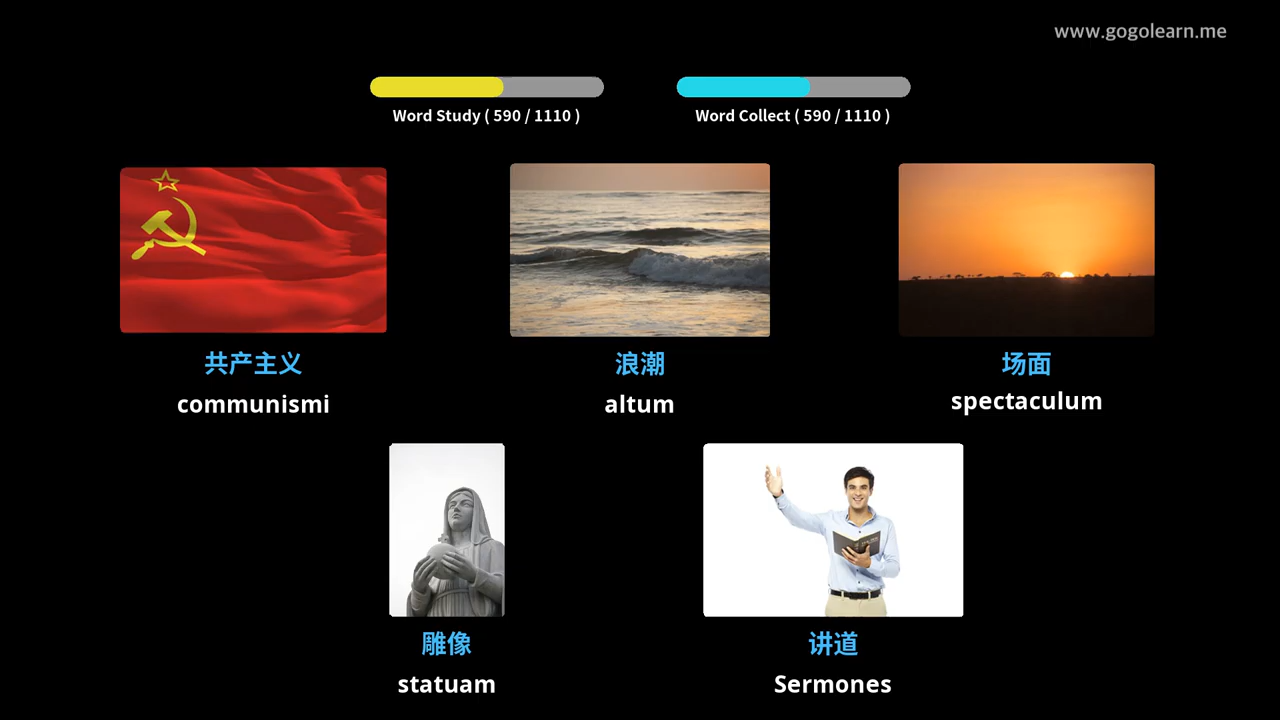 www.gogolearn.me
Word Study ( 590 / 1110 )
Word Collect ( 590 / 1110 )
共产主义
浪潮
场面
communismi
altum
spectaculum
雕像
讲道
statuam
Sermones